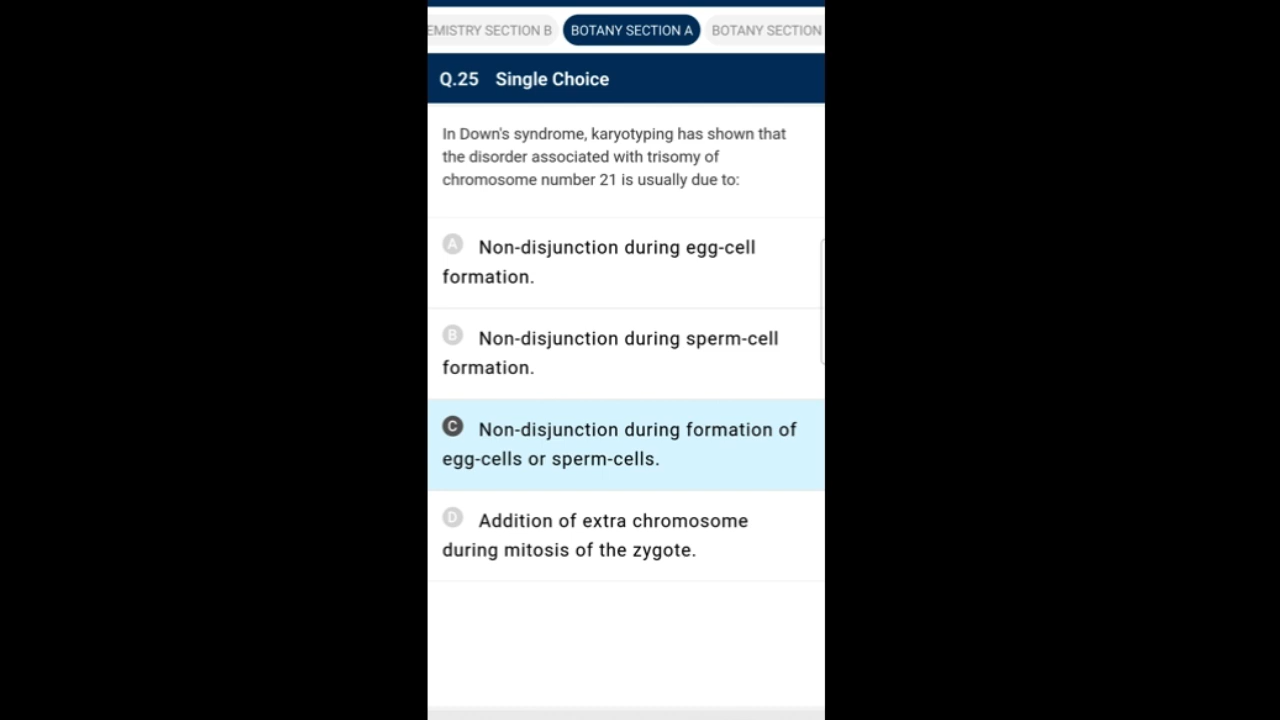 EMISTRY SECTION B BOTANY SECTION A BOTANY SECTION
Q.25 Single Choice
In Down's syndrome, karyotyping has shown that
the disorder associated with trisomy of
chromosome number 21 is usually due to:
A Non-disjunction during egg-cell
formation.
B Non-disjunction during sperm-cell
formation.
C Non-disjunction during formation of
egg-cells or sperm-cells.
D Addition of extra chromosome
during mitosis of the zygote.